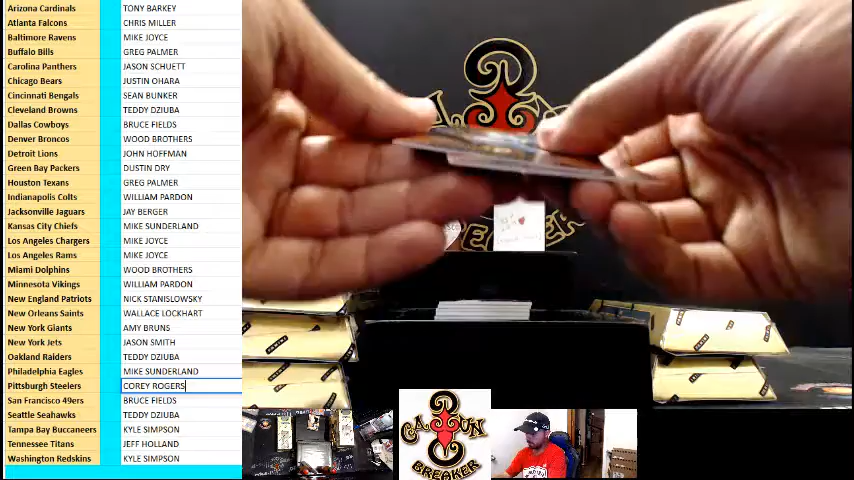 Arizona Cardinals TONY BARKEY
Atlanta Falcons CHRIS MILLER
Baltimore Ravens MIKE JOYCE
Buffalo Bills GREG PALMER
Carolina Panthers JASON SCHUETT
Chicago Bears JUSTIN OHARA
Cincinnati Bengals SEAN BUNKER
Cleveland Browns TEDDY DZIUBA
Dallas Cowboys BRUCE FIELDS
Denver Broncos WOOD BROTHERS
Detroit Lions JOHN HOFFMAN
Green Bay Packers DUSTIN DRY
Houston Texans GREG PALMER
Indianapolis Colts WILLIAM PARDON
Jacksonville Jaguars JAY BERGER
Kansas City Chiefs MIKE SUNDERLAND
Los Angeles Chargers MIKE JOYCE
Los Angeles Rams MIKE JOYCE
Miami Dolphins WOOD BROTHERS
Minnesota Vikings WILLIAM PARDON
New England Patriots NICK STANISLOWSKY
New Orleans Saints WALLACE LOCKHART
New York Giants AMY BRUNS
New York Jets JASON SMITH
Oakland Raiders TEDDY DZIUBA
Philadelphia Eagles MIKE SUNDERLAND
Pittsburgh Steelers COREY ROGERS
San Francisco 49ers BRUCE FIELDS
Seattle Seahawks TEDDY DZIUBA
Tampa Bay Buccaneers KYLE SIMPSON
Tennessee Titans JEFF HOLLAND
Washington Redskins KYLE SIMPSON
CAJUN
BREAKER